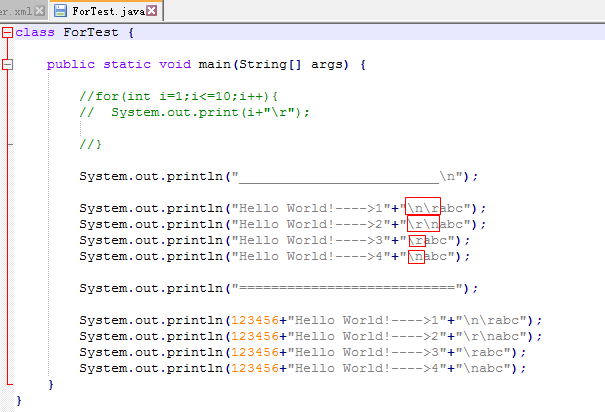 er.xml ForTest.java
class ForTest {
public static void main(String[] args) {
//for(int i=1;i<=10;i++){
//  System.out.print(i+"\r");
//}
System.out.println("_________________________\n");
System.out.println("Hello World!---->1"+"\n\rabc");
System.out.println("Hello World!---->2"+"\r\nabc");
System.out.println("Hello World!---->3"+"\rabc");
System.out.println("Hello World!---->4"+"\nabc");
System.out.println("===========================");
System.out.println(123456+"Hello World!---->1"+"\n\rabc");
System.out.println(123456+"Hello World!---->2"+"\r\nabc");
System.out.println(123456+"Hello World!---->3"+"\rabc");
System.out.println(123456+"Hello World!---->4"+"\nabc");
}
}